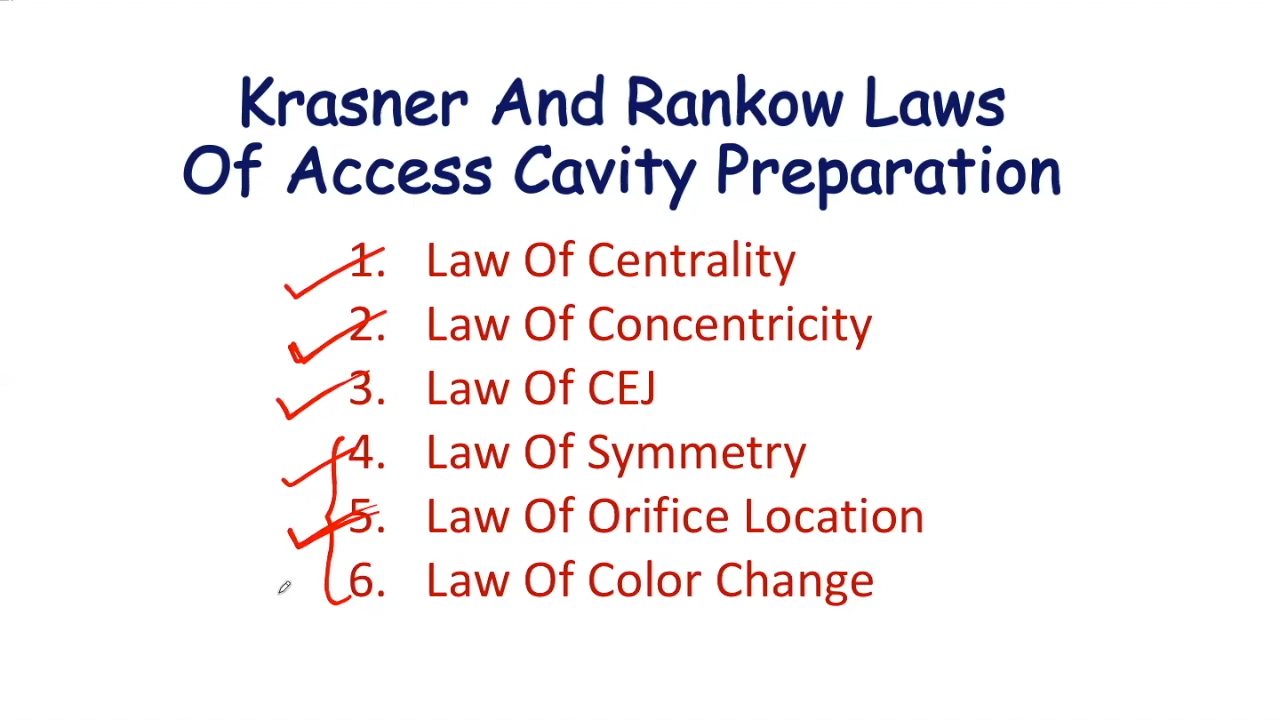 Krasner And Rankow Laws
Of Access Cavity Preparation
1. Law Of Centrality
2. Law Of Concentricity
3. Law Of CEJ
4. Law Of Symmetry
5. Law Of Orifice Location
6. Law Of Color Change